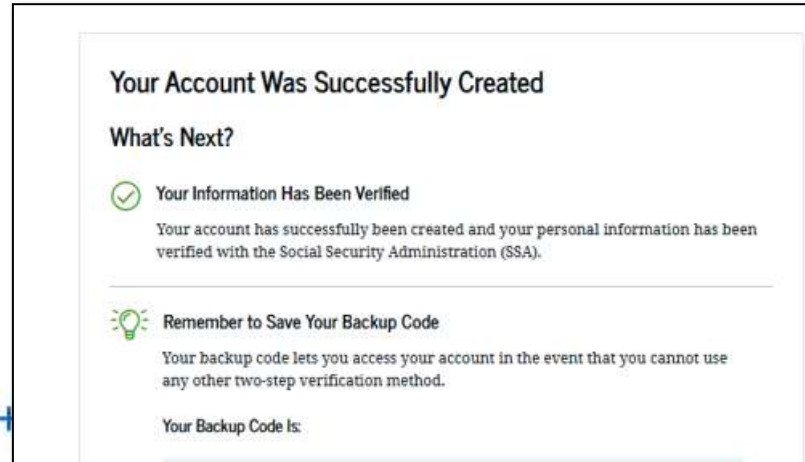 Your Account Was Successfully Created
What's Next?
Your Information Has Been Verified
Your account has successfully been created and your personal information has been
verified with the Social Security Administration (SSA).
Remember to Save Your Backup Code
Your backup code lets you access your account in the event that you cannot use
any other two-step verification method.
Your Backup Code Is: